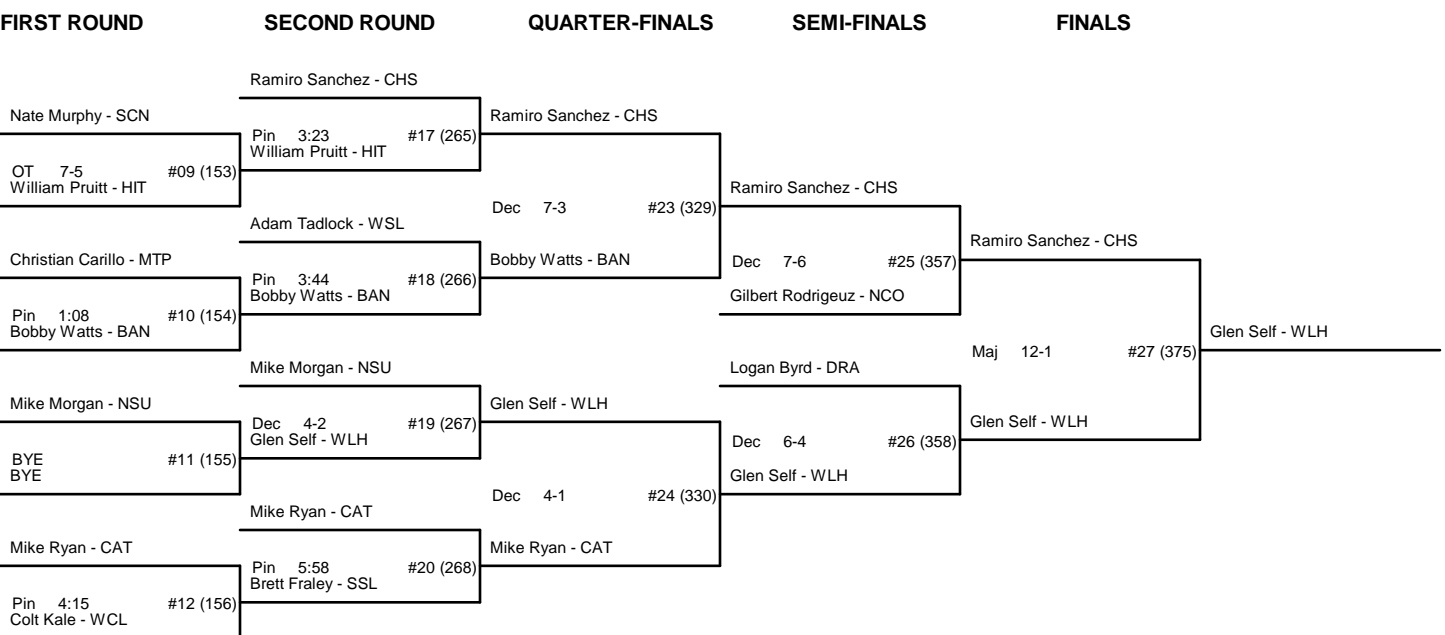 FIRST ROUND SECOND ROUND QUARTER-FINALS SEMI-FINALS FINALS
Ramiro Sanchez - CHS
Nate Murphy - SCN
Ramiro Sanchez - CHS
Pin 3:23 #17 (265)
William Pruitt - HIT
OT 7-5 #09 (153)
William Pruitt - HIT
Ramiro Sanchez - CHS
Dec 7-3 #23 (329)
Adam Tadlock - WSL
Ramiro Sanchez - CHS
Christian Carillo - MTP
Bobby Watts - BAN
Dec 7-6 #25 (357)
Pin 3:44 #18 (266)
Bobby Watts - BAN
Gilbert Rodrigeuz - NCO
Pin 1:08 #10 (154)
Bobby Watts - BAN
Glen Self - WLH
Maj 12-1 #27 (375)
Mike Morgan - NSU
Logan Byrd - DRA
Mike Morgan - NSU
Glen Self - WLH
Dec 4-2 #19 (267)
Glen Self - WLH
Glen Self - WLH
Dec 6-4 #26 (358)
BYE #11 (155)
BYE
Glen Self - WLH
Dec 4-1 #24 (330)
Mike Ryan - CAT
Mike Ryan - CAT
Mike Ryan - CAT
Pin 5:58 #20 (268)
Brett Fraley - SSL
Pin 4:15 #12 (156)
Colt Kale - WCL